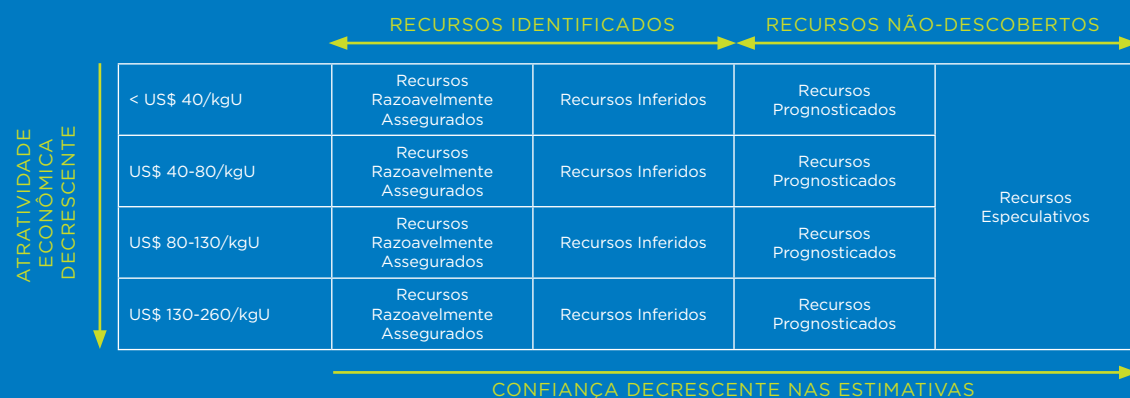 RECURSOS IDENTIFICADOS
RECURSOS NÃO-DESCOBERTOS
ATRATIVIDADE
ECONÔMICA
DECRESCENTE
< US$ 40/kgU
Recursos
Razoavelmente
Assegurados
Recursos Inferidos
Recursos
Prognosticados
US$ 40-80/kgU
Recursos
Razoavelmente
Assegurados
Recursos Inferidos
Recursos
Prognosticados
Recursos
Especulativos
US$ 80-130/kgU
Recursos
Razoavelmente
Assegurados
Recursos Inferidos
Recursos
Prognosticados
US$ 130-260/kgU
Recursos
Razoavelmente
Assegurados
Recursos Inferidos
Recursos
Prognosticados
CONFIANÇA DECRESCENTE NAS ESTIMATIVAS